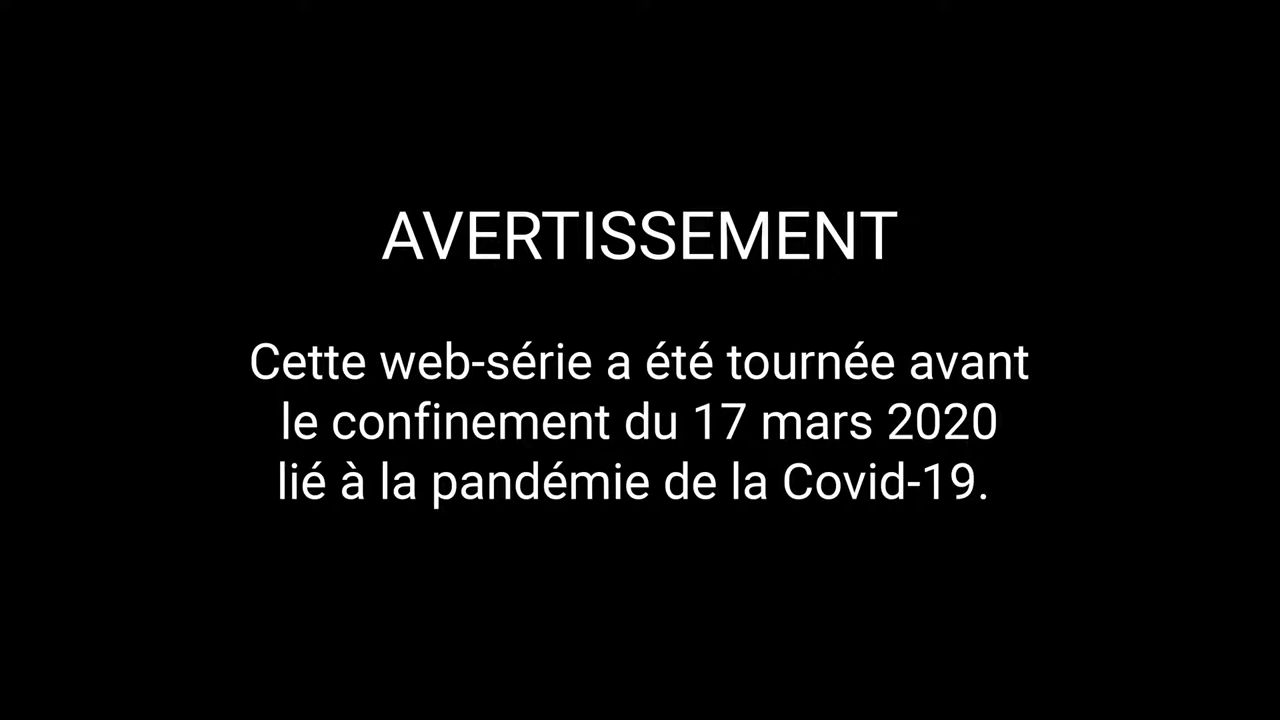 AVERTISSEMENT
Cette web-série a été tournée avant
le confinement du 17 mars 2020
lié à la pandémie de la Covid-19.